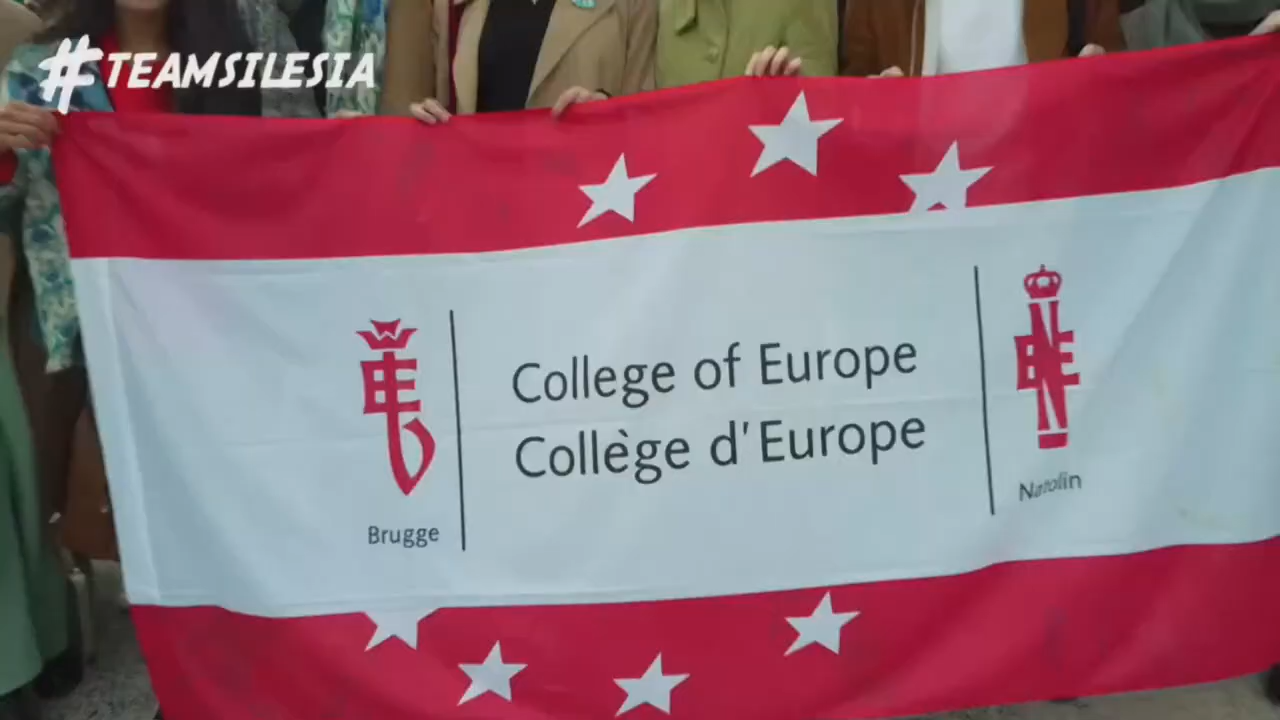 #TEAMSILESIA
College of Europe
Collège d'Europe
Brugge
Natolin